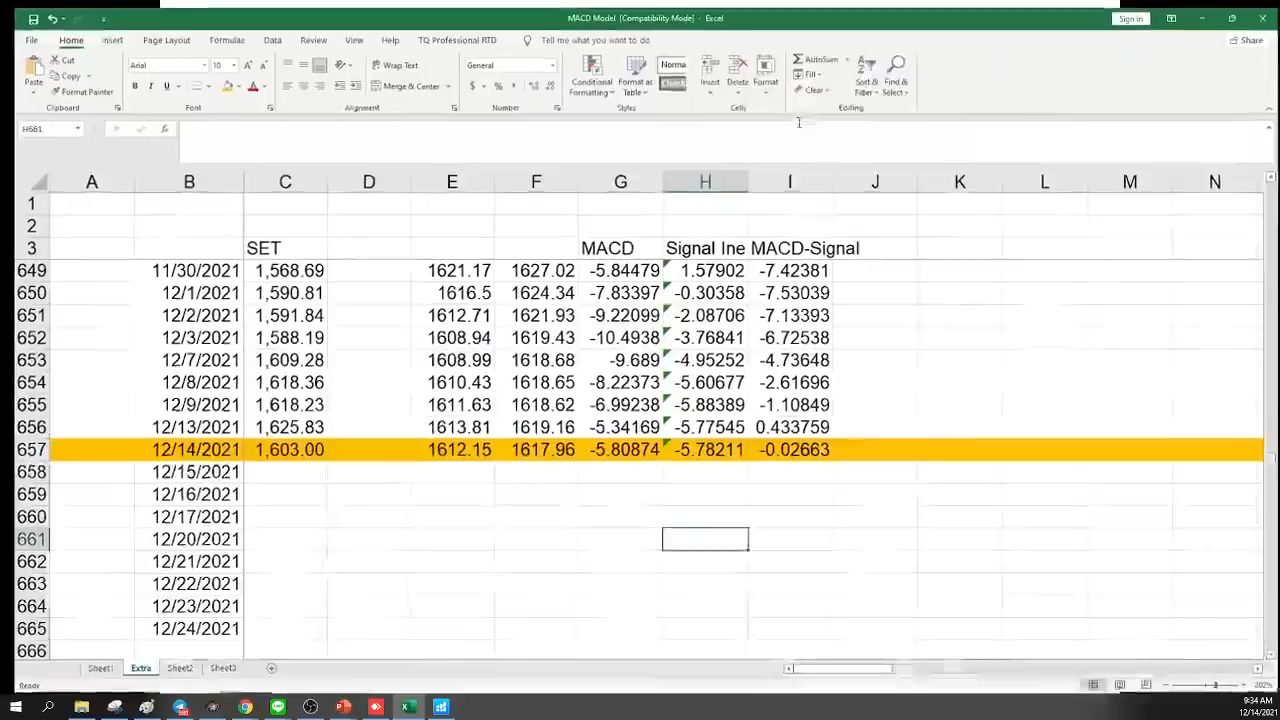 MACD Model [Compatibility Mode] - Excel
Sign in
File Home Insert Page Layout Formulas Data Review View Help TQ Professional RTD Tell me what you want to do Share
Paste Cut Copy Format Painter
Arial 10 Wrap Text Merge & Center General
Conditional Formatting Format as Table Norma
Insert Delete Format AutoSum Fill Clear Sort & Filter Find & Select
Clipboard Font Alignment Number Styles Cells Editing
H661
A B C D E F G H I J K L M N
1
2
3 SET MACD Signal lne MACD-Signal
649 11/30/2021 1,568.69 1621.17 1627.02 -5.84479 1.57902 -7.42381
650 12/1/2021 1,590.81 1616.5 1624.34 -7.83397 -0.30358 -7.53039
651 12/2/2021 1,591.84 1612.71 1621.93 -9.22099 -2.08706 -7.13393
652 12/3/2021 1,588.19 1608.94 1619.43 -10.4938 -3.76841 -6.72538
653 12/7/2021 1,609.28 1608.99 1618.68 -9.689 -4.95252 -4.73648
654 12/8/2021 1,618.36 1610.43 1618.65 -8.22373 -5.60677 -2.61696
655 12/9/2021 1,618.23 1611.63 1618.62 -6.99238 -5.88389 -1.10849
656 12/13/2021 1,625.83 1613.81 1619.16 -5.34169 -5.77545 0.433759
657 12/14/2021 1,603.00 1612.15 1617.96 -5.80874 -5.78211 -0.02663
658 12/15/2021
659 12/16/2021
660 12/17/2021
661 12/20/2021
662 12/21/2021
663 12/22/2021
664 12/23/2021
665 12/24/2021
666
Sheet1 Extra Sheet2 Sheet3
Ready 202%
9:34 AM
12/14/2021